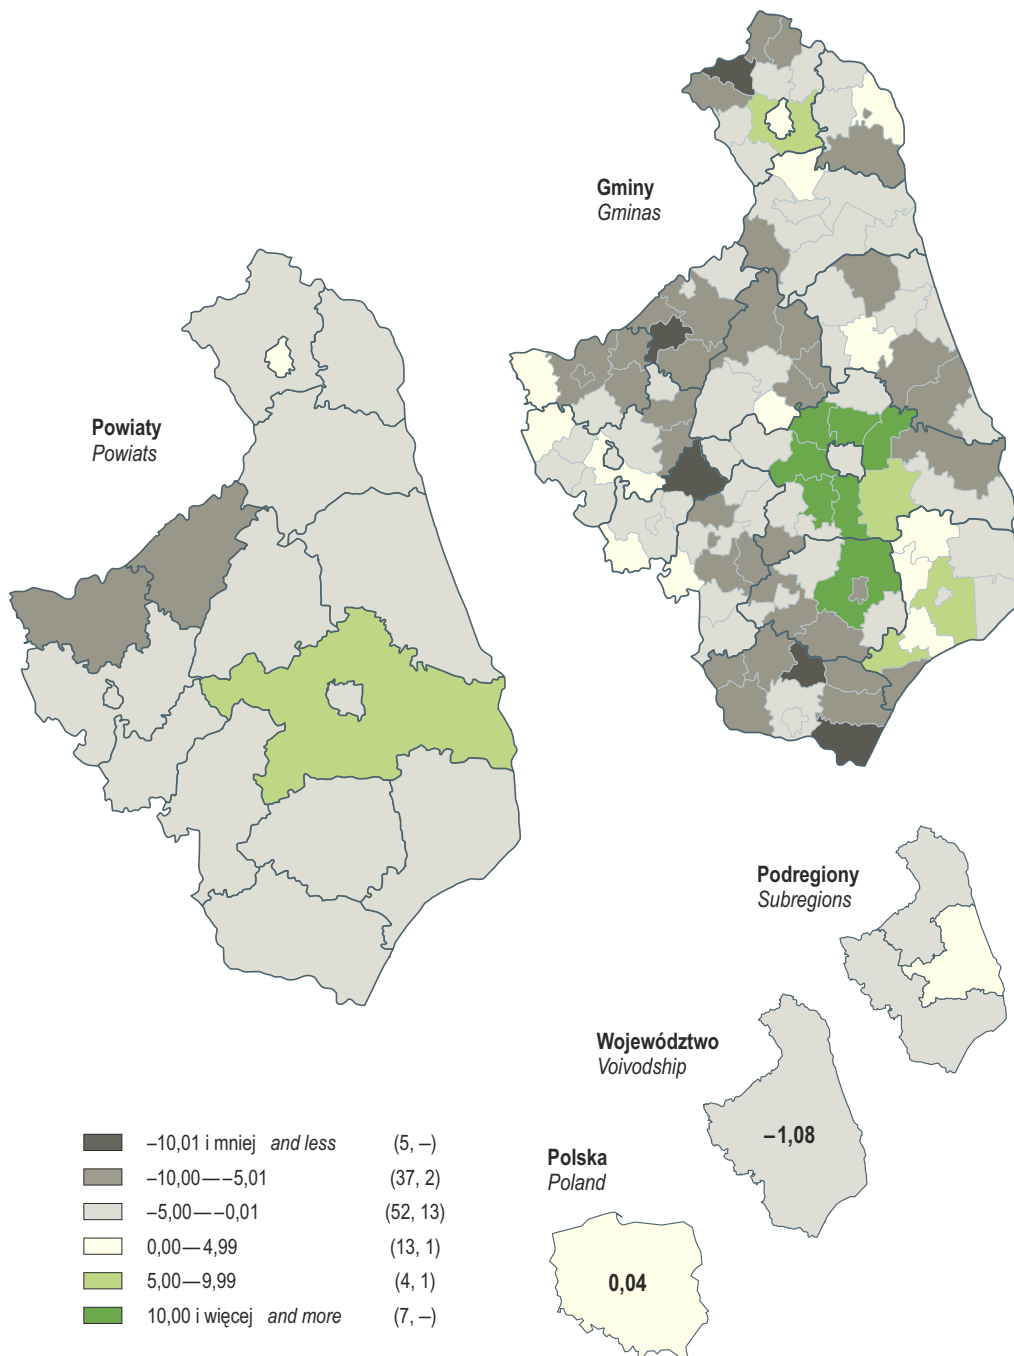 Gminy
Gminas
Powiaty
Powiats
Podregiony
Subregions
Województwo
Voivodship
–1,08
Polska
Poland
0,04
–10,01 i mniej and less (5, –)
–10,00—–5,01 (37, 2)
–5,00—–0,01 (52, 13)
0,00—4,99 (13, 1)
5,00—9,99 (4, 1)
10,00 i więcej and more (7, –)